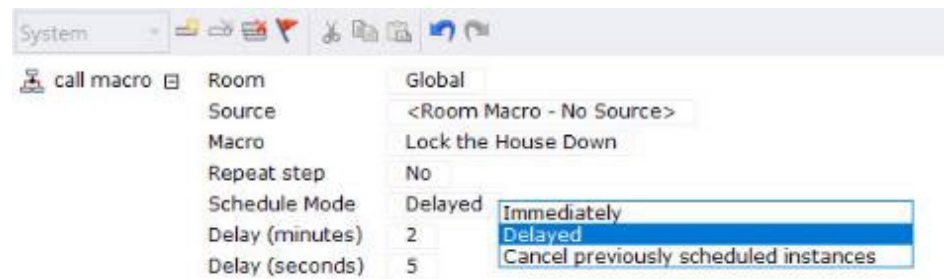 System
call macro Room Global
Source <Room Macro - No Source>
Macro Lock the House Down
Repeat step No
Schedule Mode Delayed Immediately
Delay (minutes) 2 Delayed
Delay (seconds) 5 Cancel previously scheduled instances